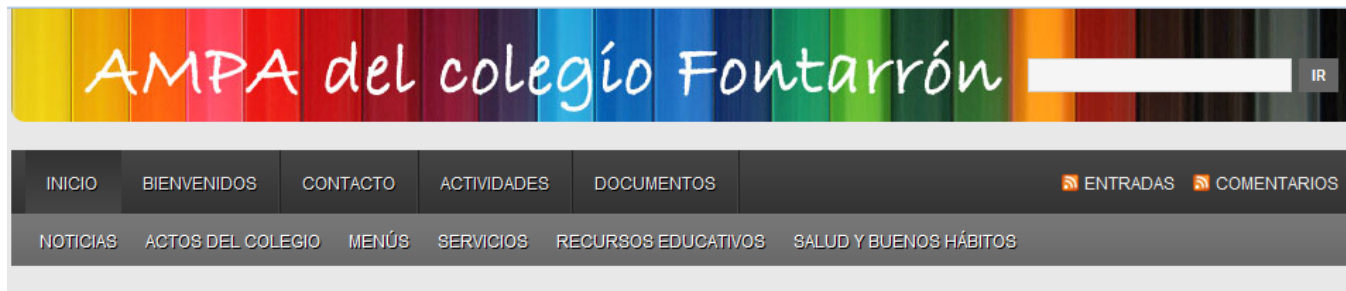 AMPA del colegio Fontarrón
IR
INICIO BIENVENIDOS CONTACTO ACTIVIDADES DOCUMENTOS ENTRADAS COMENTARIOS
NOTICIAS ACTOS DEL COLEGIO MENÚS SERVICIOS RECURSOS EDUCATIVOS SALUD Y BUENOS HÁBITOS